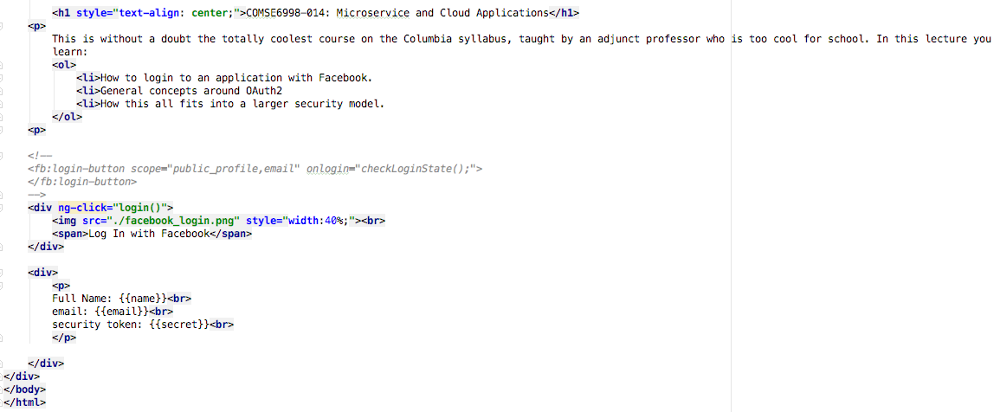 <h1 style="text-align: center;">COMSE6998-014: Microservice and Cloud Applications</h1>
<p>
This is without a doubt the totally coolest course on the Columbia syllabus, taught by an adjunct professor who is too cool for school. In this lecture you
learn:
<ol>
<li>How to login to an application with Facebook.
<li>General concepts around OAuth2
<li>How this all fits into a larger security model.
</ol>
<p>
<!--
<fb:login-button scope="public_profile,email" onlogin="checkLoginState();">
</fb:login-button>
-->
<div ng-click="login()">
<img src="./facebook_login.png" style="width:40%;"><br>
<span>Log In with Facebook</span>
</div>
<div>
<p>
Full Name: {{name}}<br>
email: {{email}}<br>
security token: {{secret}}<br>
</p>
</div>
</div>
</body>
</html>